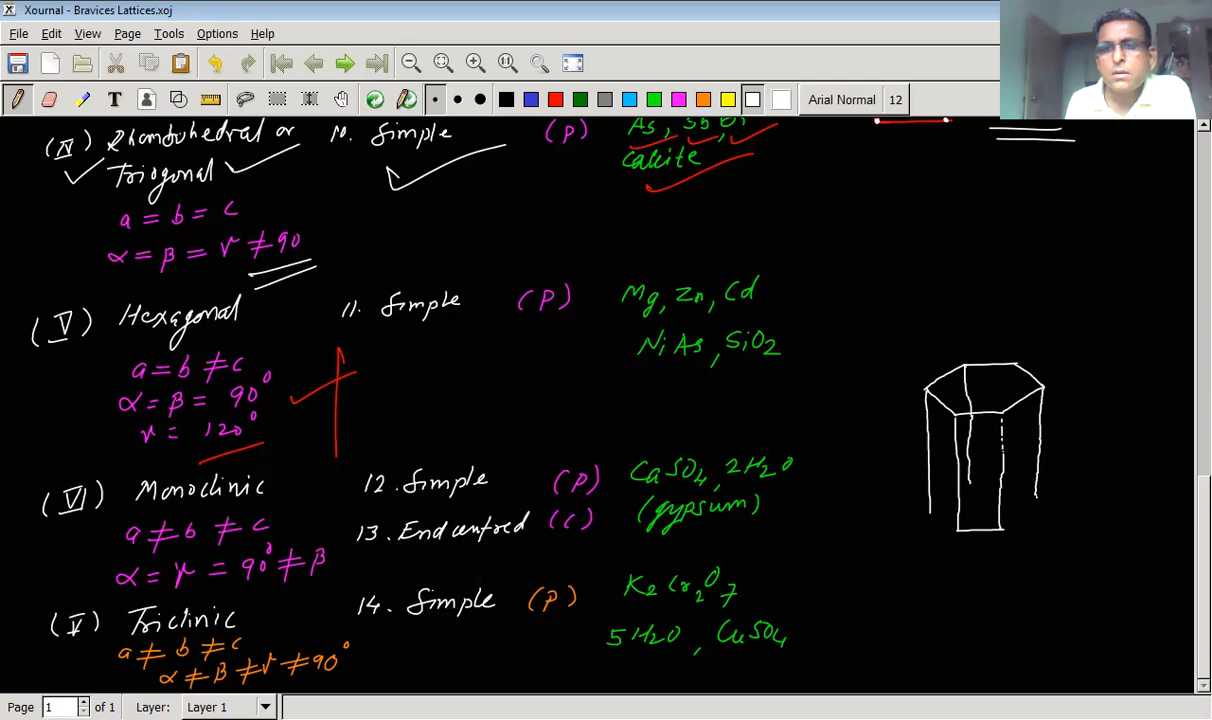 Xournal - Bravices Lattices.xoj
File Edit View Page Tools Options Help
Arial Normal 12
(IV) Rhombohedral or 10. Simple (P) As, Sb, Bi
Trigonal calcite
a = b = c
α = β = γ ≠ 90
(V) Hexagonal 11. Simple (P) Mg, Zn, Cd
NiAs, SiO2
a = b ≠ c
α = β = 90°
γ = 120°
(VI) Monoclinic 12. Simple (P) CaSO4, 2H2O
a ≠ b ≠ c 13. End centred (C) (gypsum)
α = γ = 90° ≠ β
(V) Triclinic 14. Simple (P) K2Cr2O7
a ≠ b ≠ c 5H2O, CuSO4
α ≠ β ≠ γ ≠ 90°
Page 1 of 1 Layer: Layer 1